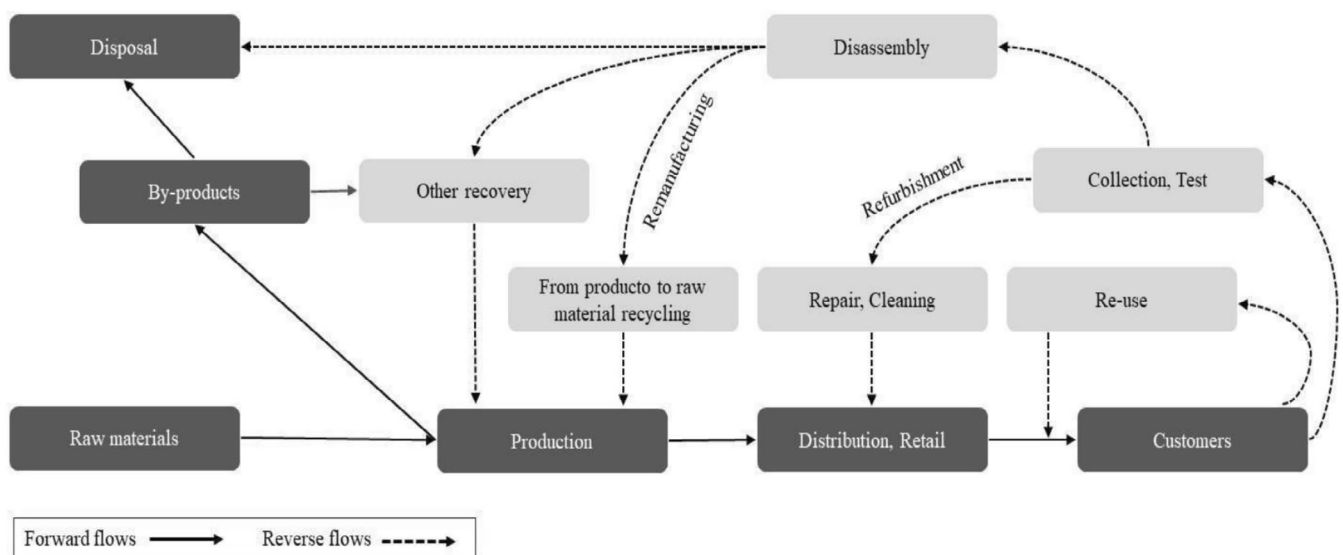 Disposal
Disassembly
Remanufacturing
Refurbishment
By-products
Other recovery
Collection, Test
From producto to raw
material recycling
Repair, Cleaning
Re-use
Raw materials
Production
Distribution, Retail
Customers
Forward flows
Reverse flows